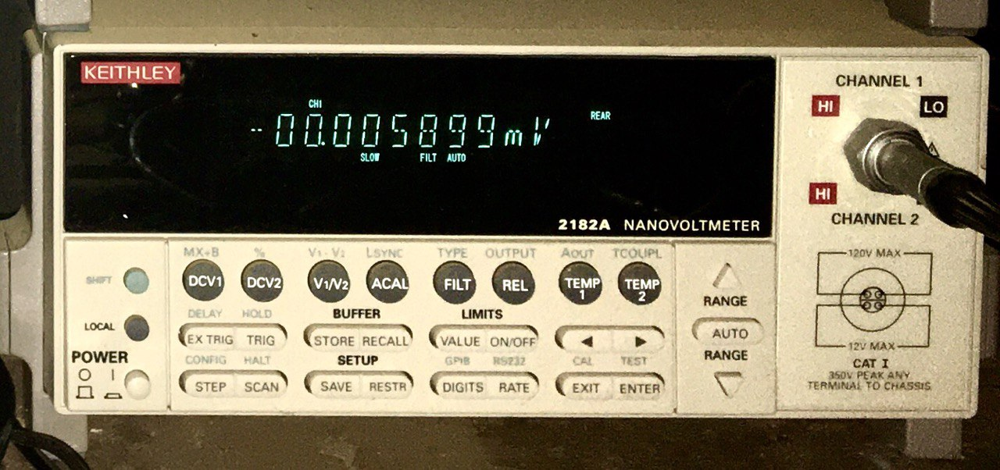 KEITHLEY
CH1
REAR
-00.005899 mV
SLOW FILT AUTO
2182A NANOVOLTMETER
CHANNEL 1
HI LO
HI
CHANNEL 2
120V MAX
12V MAX
CAT I
350V PEAK ANY
TERMINAL TO CHASSIS
SHIFT
LOCAL
POWER
O I
MX+B % V1-V2 LSYNC TYPE OUTPUT AOUT TCOUPL
DCV1 DCV2 V1/V2 ACAL FILT REL TEMP 1 TEMP 2
DELAY HOLD BUFFER LIMITS
EX TRIG TRIG STORE RECALL VALUE ON/OFF
CONFIG HALT SETUP GPIB RS232 CAL TEST
STEP SCAN SAVE RESTR DIGITS RATE EXIT ENTER
RANGE
AUTO
RANGE